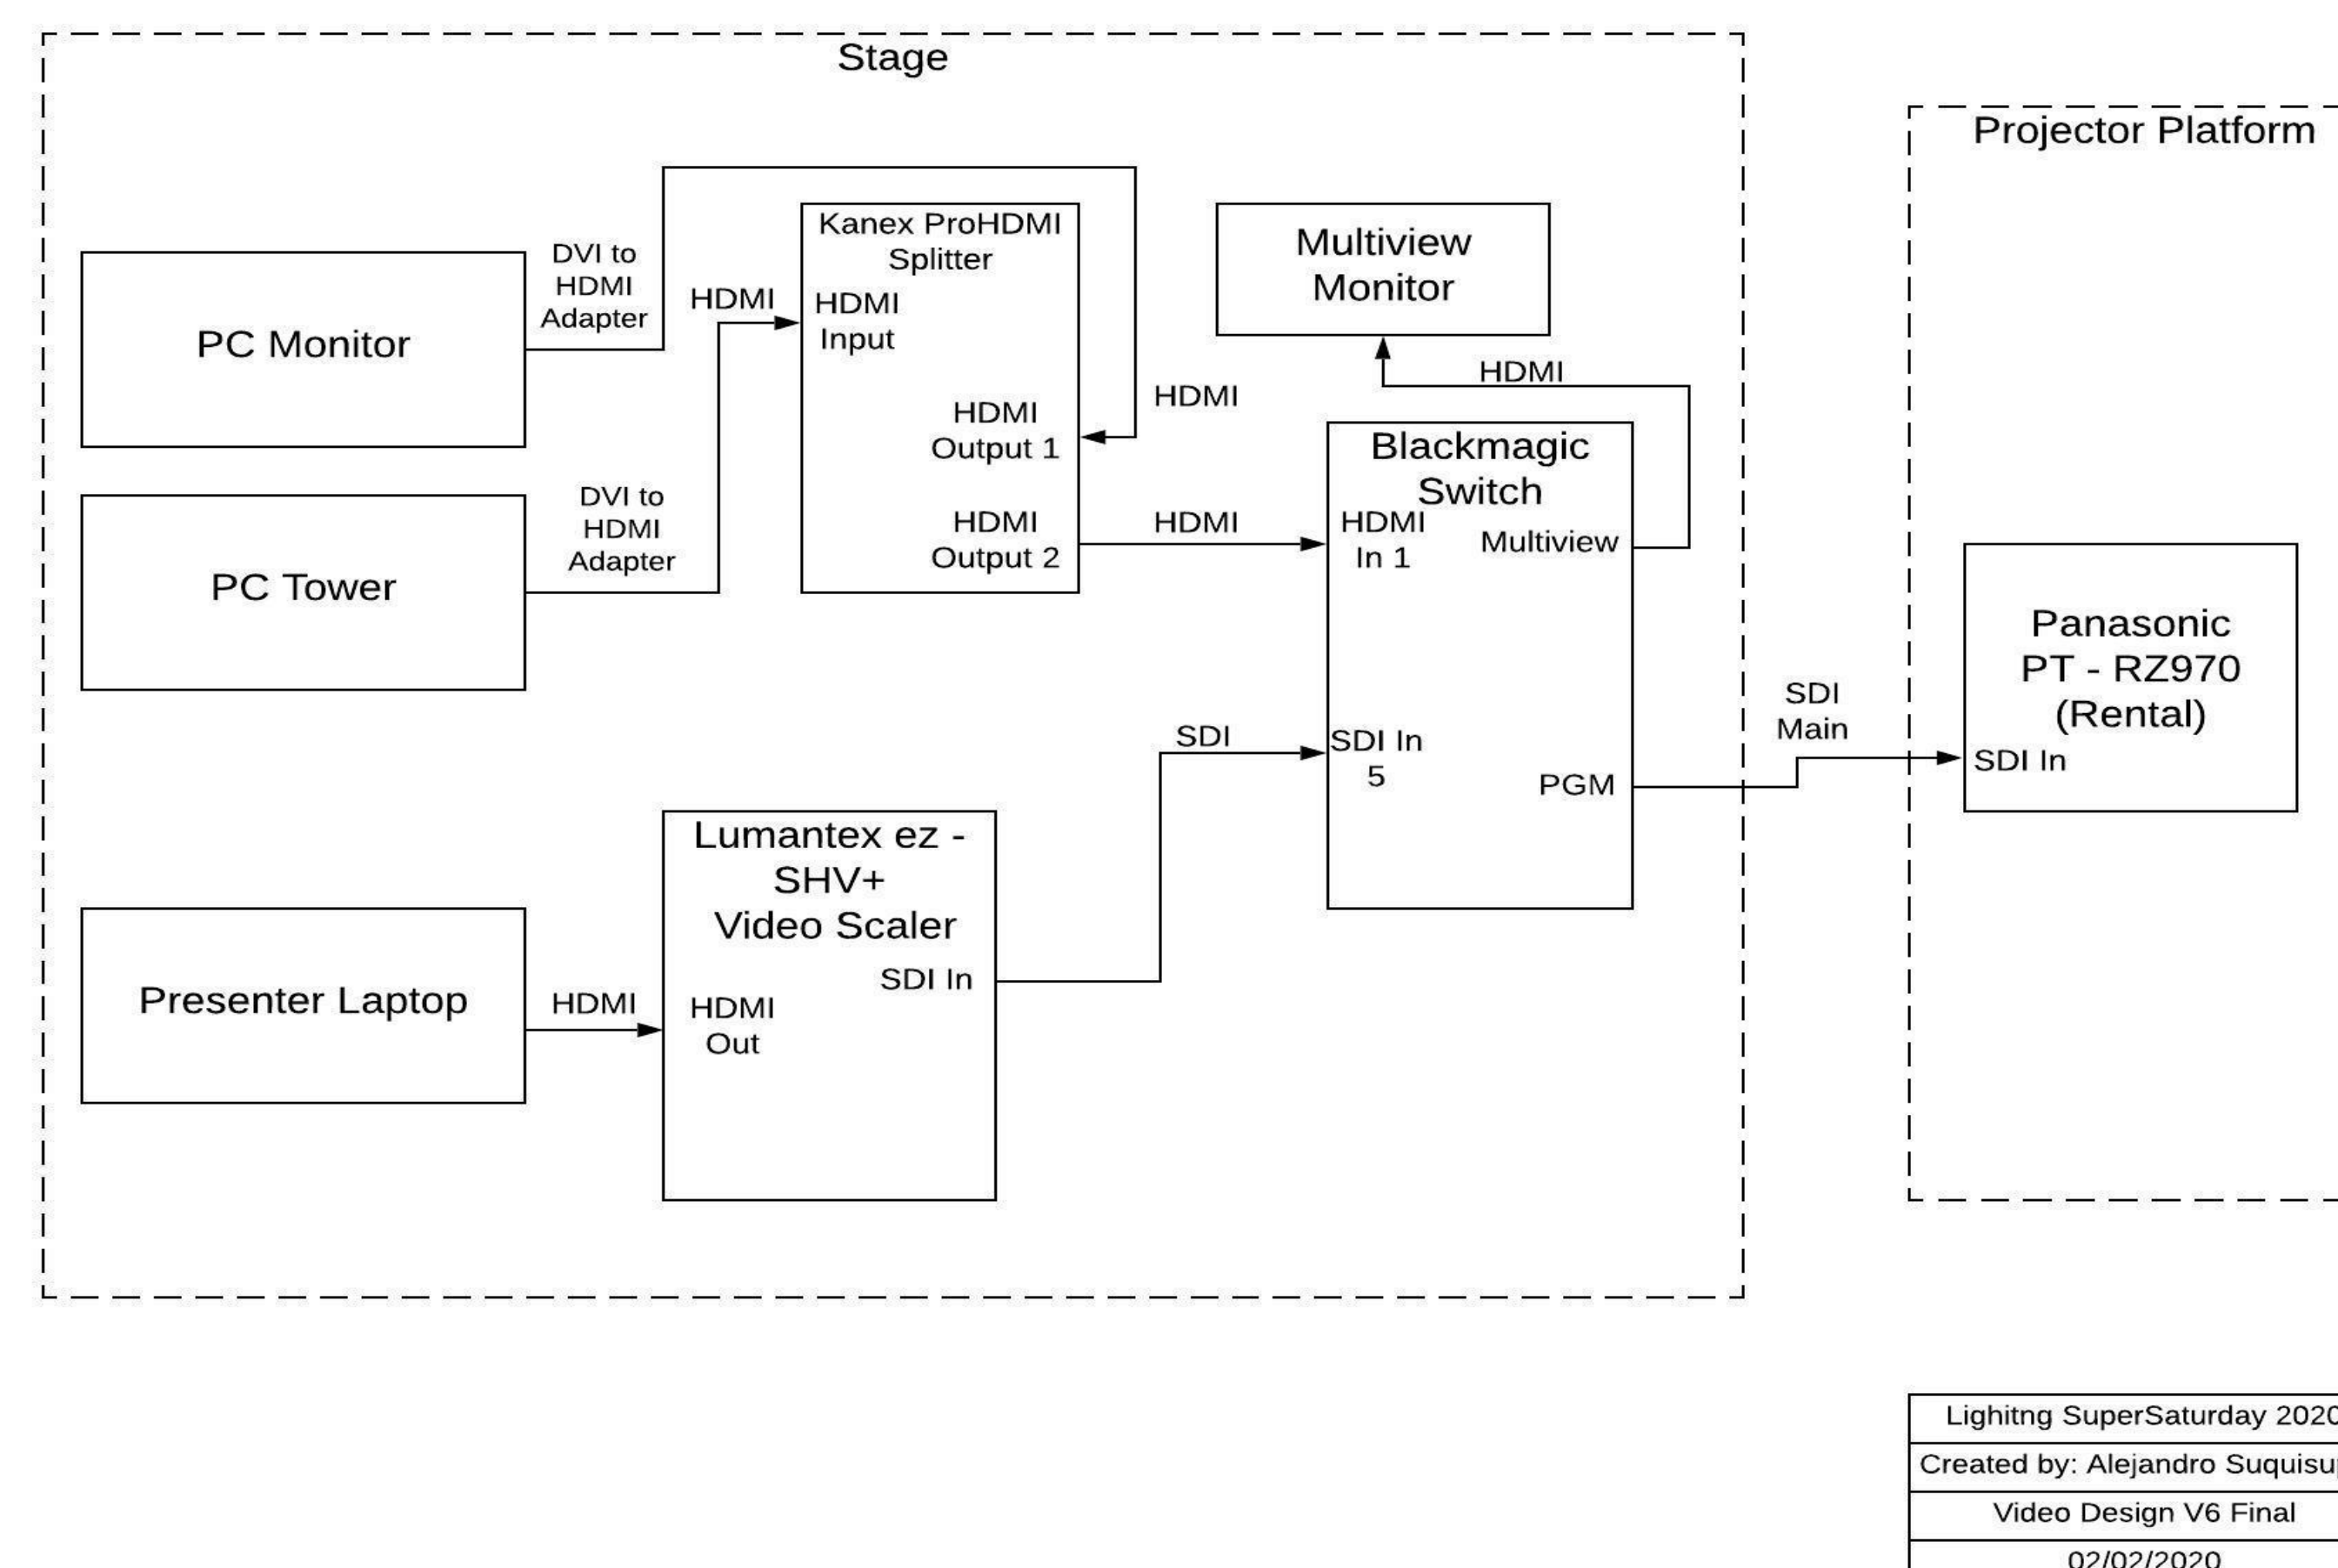 Stage
Projector Platform
Kanex ProHDMI
Splitter
HDMI
Input
HDMI
Output 1
HDMI
Output 2
Multiview
Monitor
DVI to
HDMI
Adapter
HDMI
PC Monitor
HDMI
HDMI
Blackmagic
Switch
HDMI
In 1
Multiview
SDI In
5
PGM
DVI to
HDMI
Adapter
PC Tower
HDMI
Panasonic
PT - RZ970
(Rental)
SDI In
SDI
Main
SDI
Lumantex ez -
SHV+
Video Scaler
SDI In
HDMI
Out
Presenter Laptop
HDMI
Lighitng SuperSaturday 2020
Created by: Alejandro
Video Design V6 Final
02/02/2020